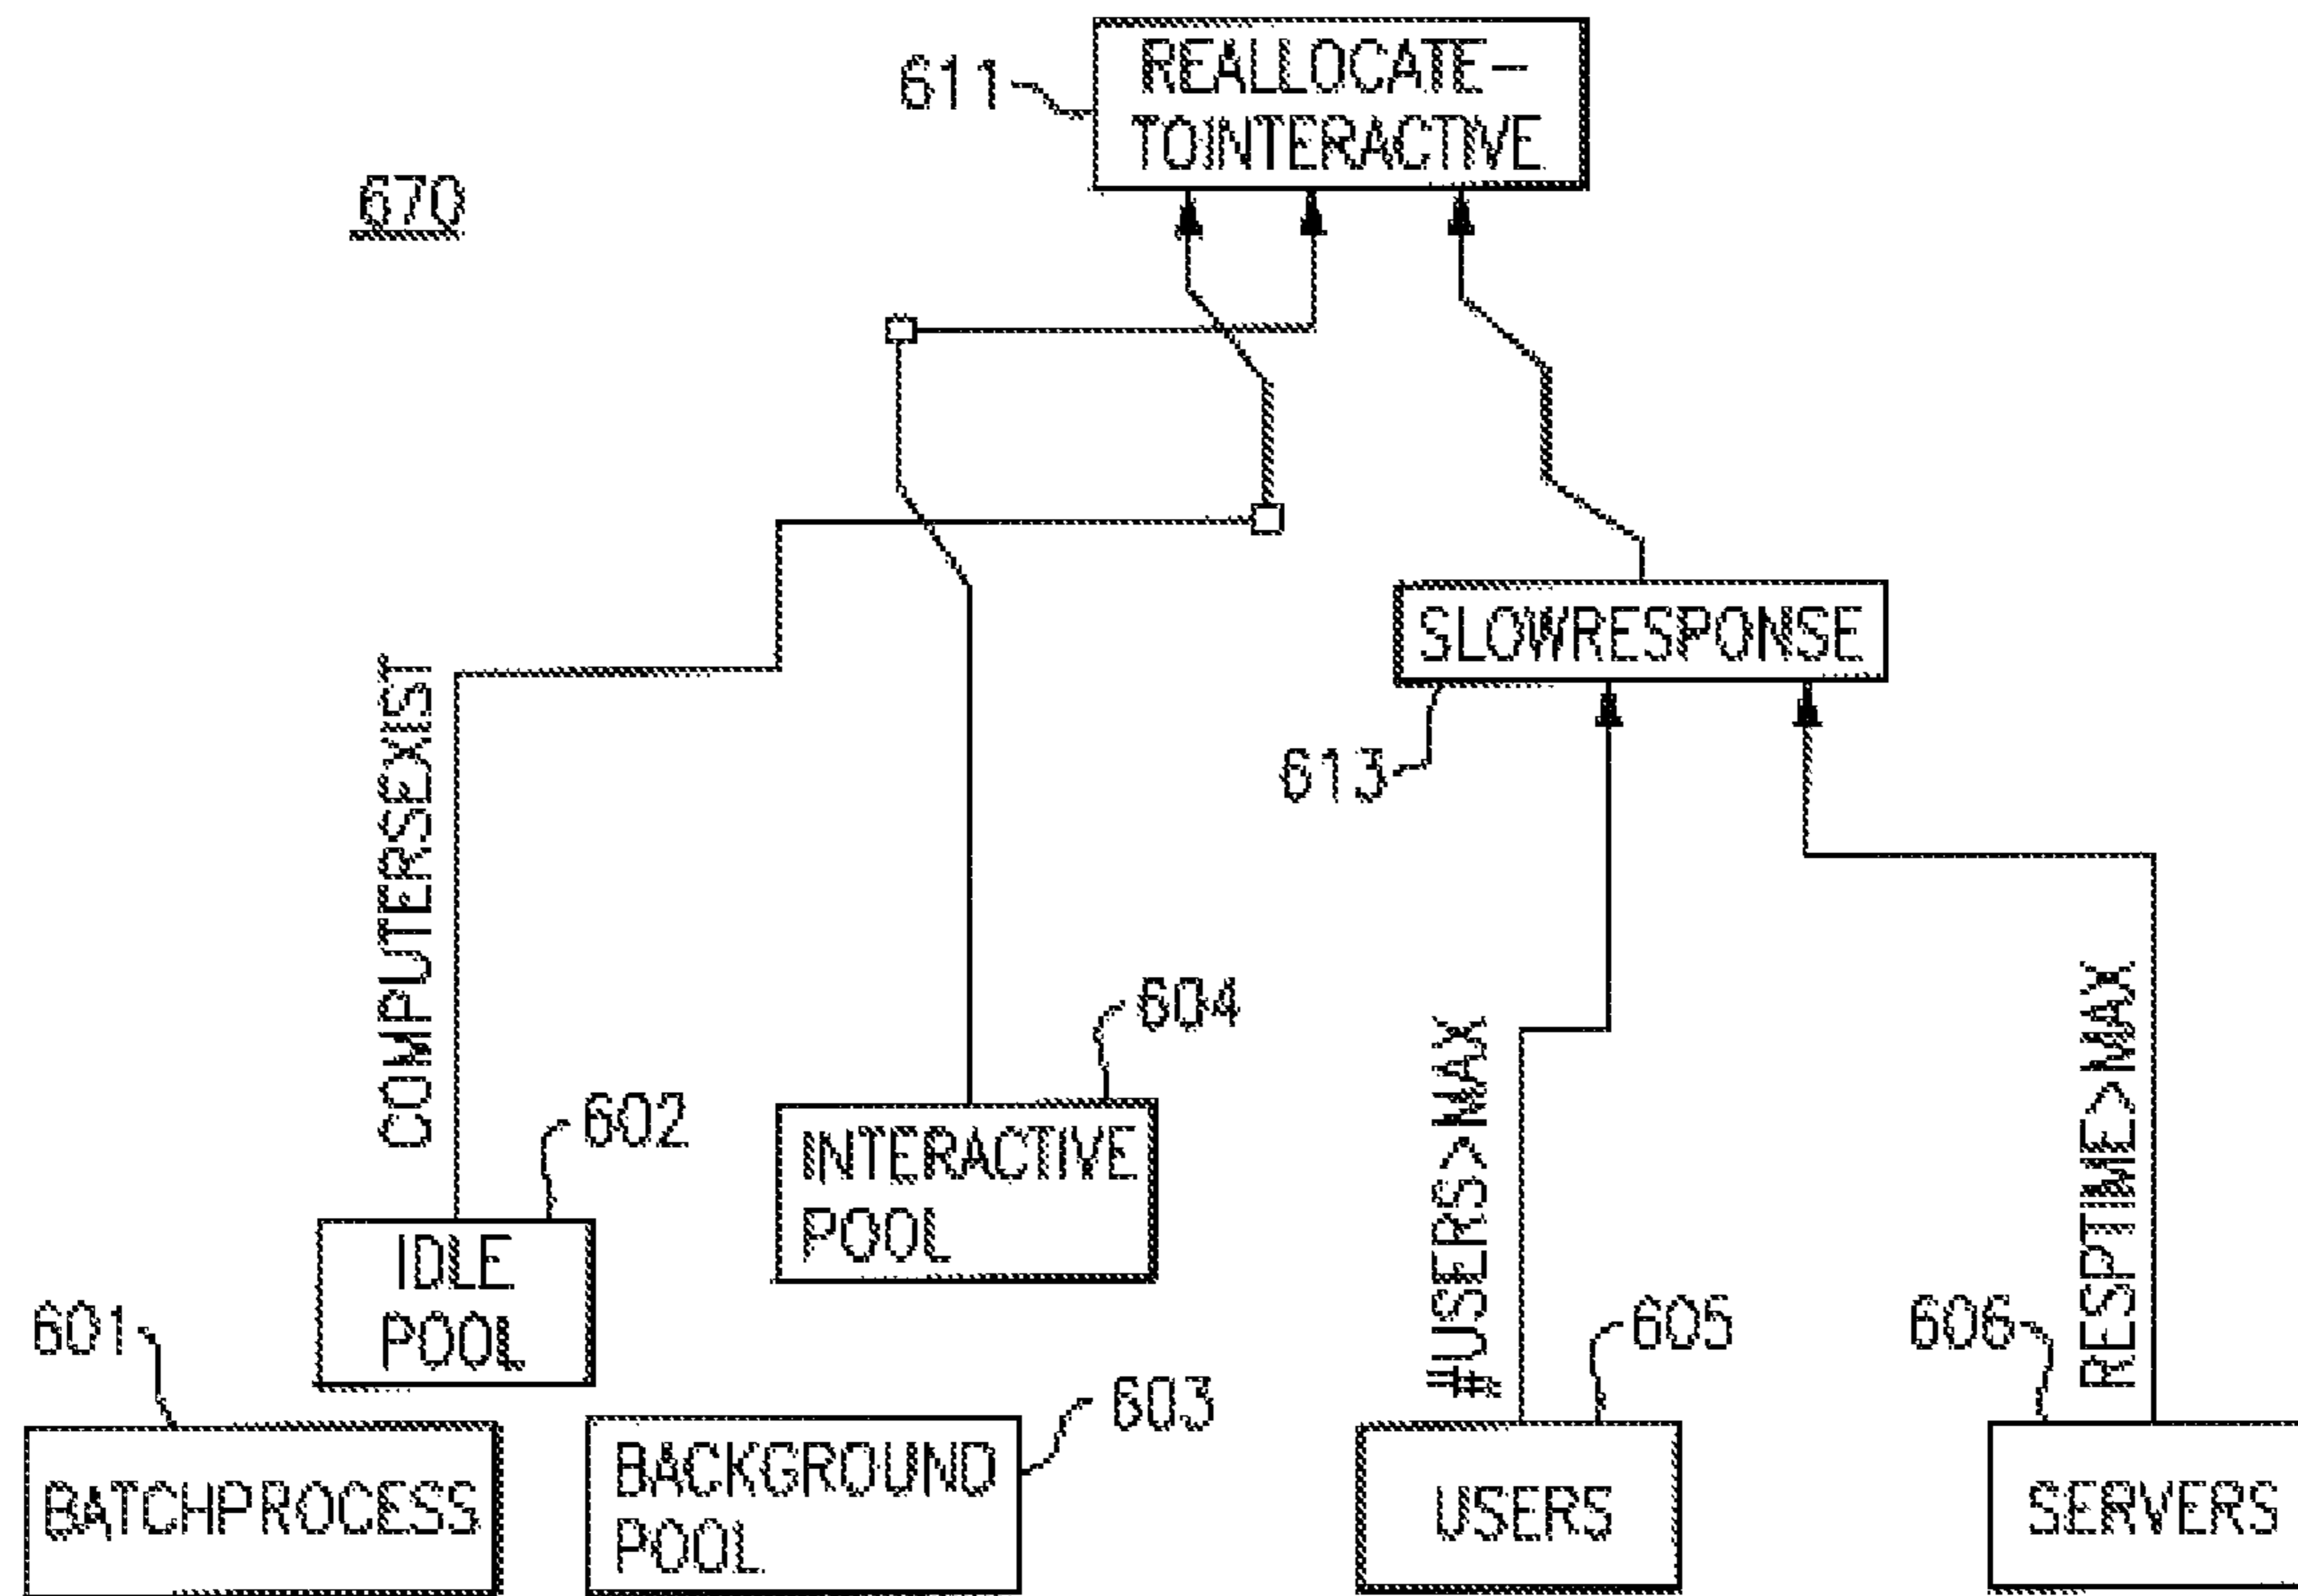 611
REALLOCATE-
TOINTERACTIVE
670
SLOWRESPONSE
613
COMPUTERSEXIST
604
602
INTERACTIVE
POOL
#USERS>MAX
RESPTIME>MAX
IDLE
POOL
601
605
606
603
BATCHPROCESS
BACKGROUND
POOL
USERS
SERVERS